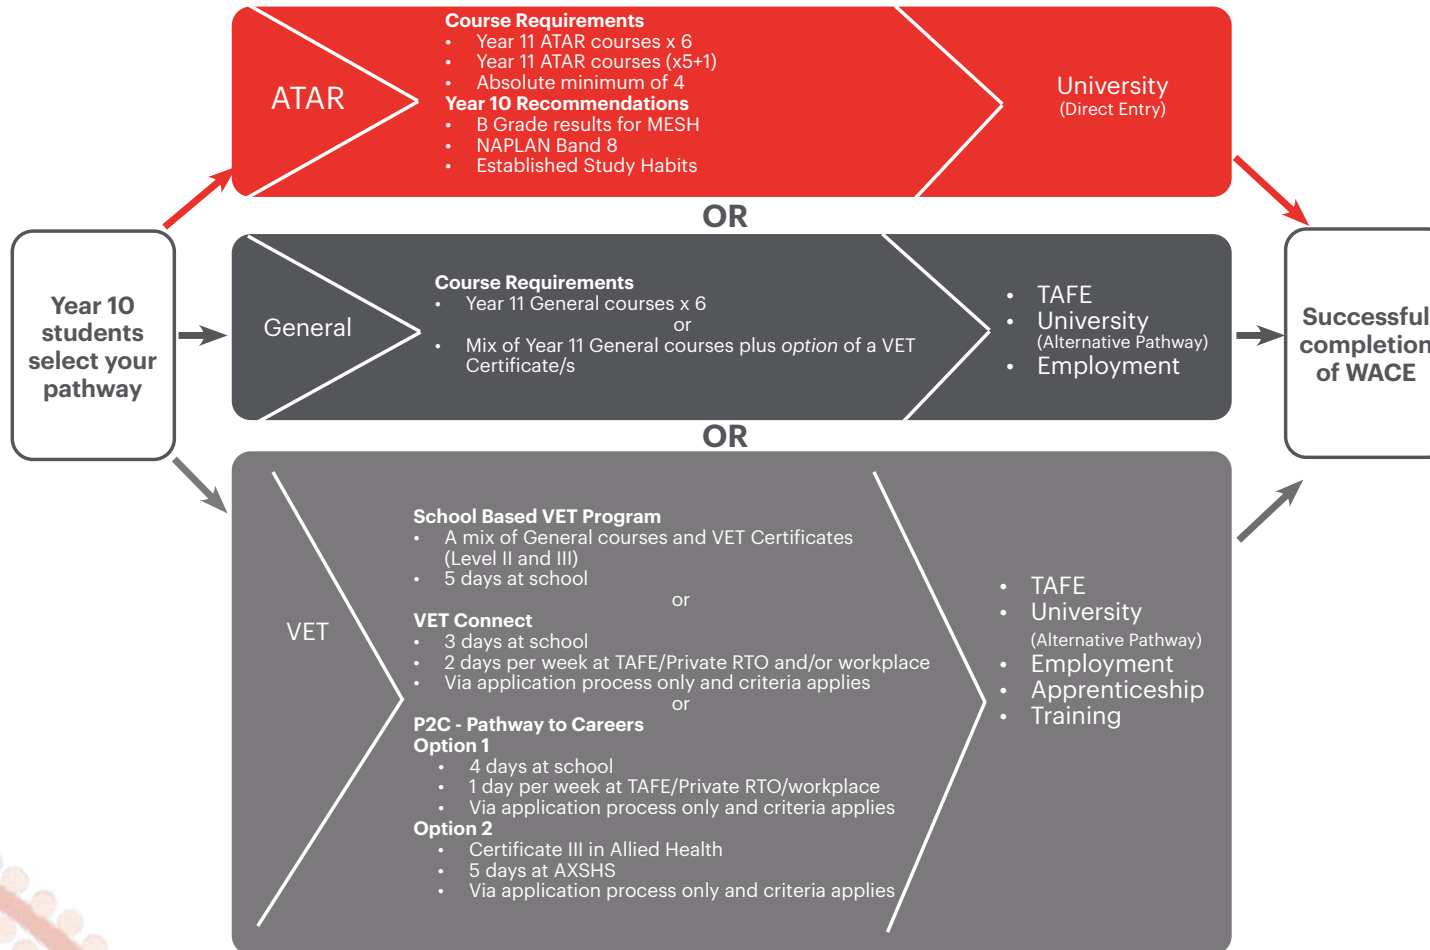 Course Requirements
• Year 11 ATAR courses x 6
• Year 11 ATAR courses (x5+1)
• Absolute minimum of 4
Year 10 Recommendations
• B Grade results for MESH
• NAPLAN Band 8
• Established Study Habits
ATAR
University
(Direct Entry)
OR
Year 10
students
select your
pathway
General
Course Requirements
• Year 11 General courses x 6
or
• Mix of Year 11 General courses plus option of a VET
Certificate/s
• TAFE
• University
(Alternative Pathway)
• Employment
Successful
completion
of WACE
OR
VET
School Based VET Program
• A mix of General courses and VET Certificates
(Level II and III)
• 5 days at school
or
VET Connect
• 3 days at school
• 2 days per week at TAFE/Private RTO and/or workplace
• Via application process only and criteria applies
or
P2C - Pathway to Careers
Option 1
• 4 days at school
• 1 day per week at TAFE/Private RTO/workplace
• Via application process only and criteria applies
Option 2
• Certificate III in Allied Health
• 5 days at AXSHS
• Via application process only and criteria applies
• TAFE
• University
(Alternative Pathway)
• Employment
• Apprenticeship
• Training